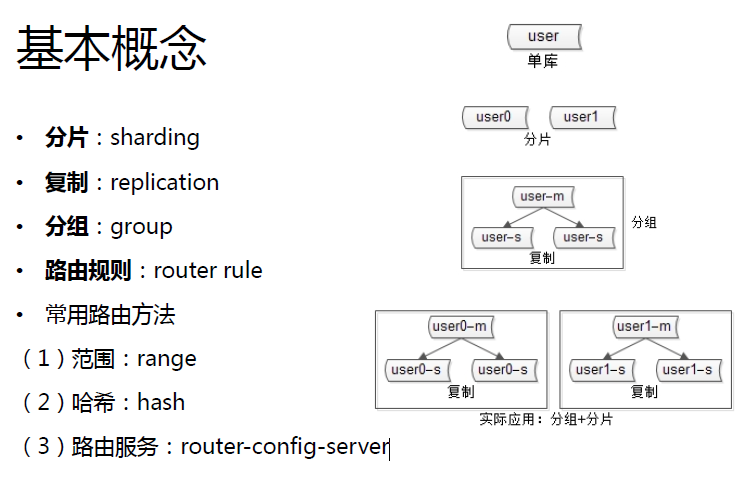 基本概念
• 分片：sharding
• 复制：replication
• 分组：group
• 路由规则：router rule
• 常用路由方法
（1）范围：range
（2）哈希：hash
（3）路由服务：router-config-server
user
单库
user0 user1
分片
user-m
user-s user-s
复制
分组
user0-m
user0-s user0-s
复制
user1-m
user1-s user1-s
复制
实际应用：分组+分片